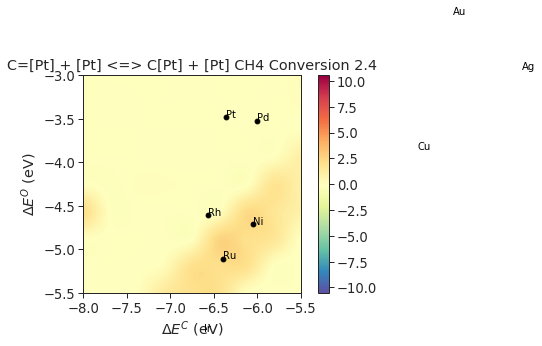 Au
C=[Pt] + [Pt] <=> C[Pt] + [Pt] CH4 Conversion 2.4
Ag
−3.0
10.0
Pt
Pd
−3.5
7.5
Cu
5.0
−4.0
2.5
ΔE^O (eV)
Rh
−4.5
0.0
Ni
−2.5
−5.0
Ru
−5.0
−7.5
−5.5
−10.0
−8.0 −7.5 −7.0 −6.5 −6.0 −5.5
ΔE^C (eV)
Ir